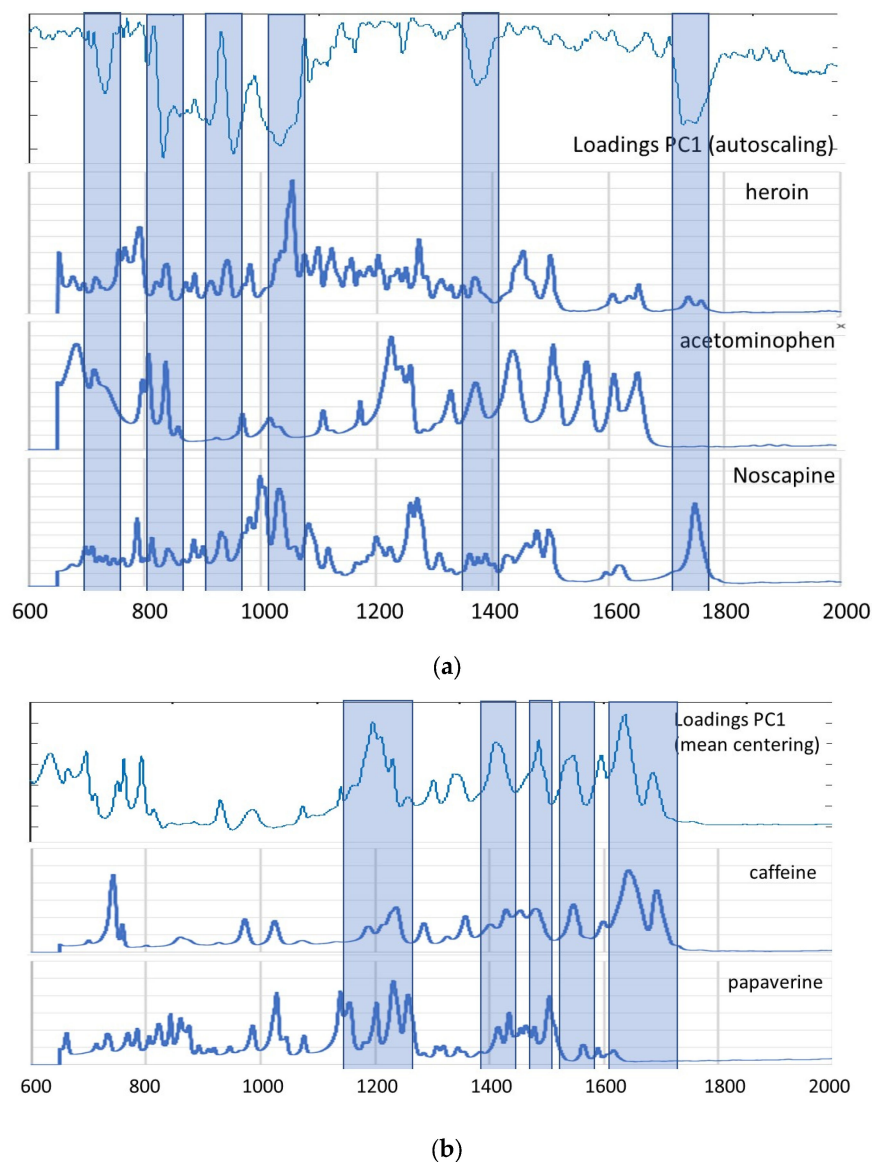 Loadings PC1 (autoscaling)
heroin
acetominophen
Noscapine
600 800 1000 1200 1400 1600 1800 2000
(a)
Loadings PC1
(mean centering)
caffeine
papaverine
600 800 1000 1200 1400 1600 1800 2000
(b)